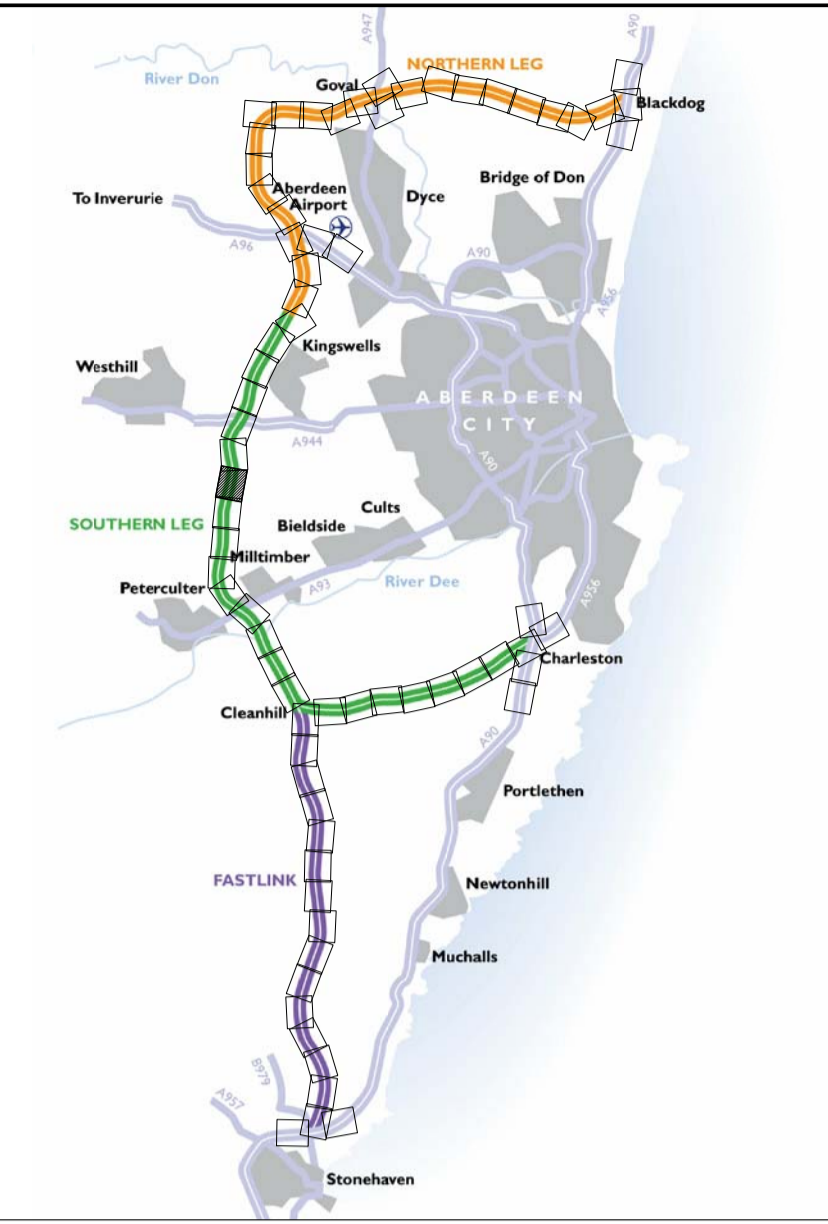 A947
A90
NORTHERN LEG
River Don
Goval
Blackdog
Bridge of Don
Aberdeen
Airport
Dyce
To Inverurie
A96
A90
A956
Kingswells
Westhill
ABERDEEN
CITY
A944
A90
Cults
SOUTHERN LEG
Bieldside
Milltimber
Peterculter
A93
River Dee
A956
Charleston
Cleanhill
A90
Portlethen
FASTLINK
Newtonhill
Muchalls
B979
A957
Stonehaven